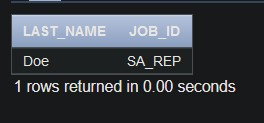 LAST_NAME JOB_ID
Doe SA_REP
1 rows returned in 0.00 seconds